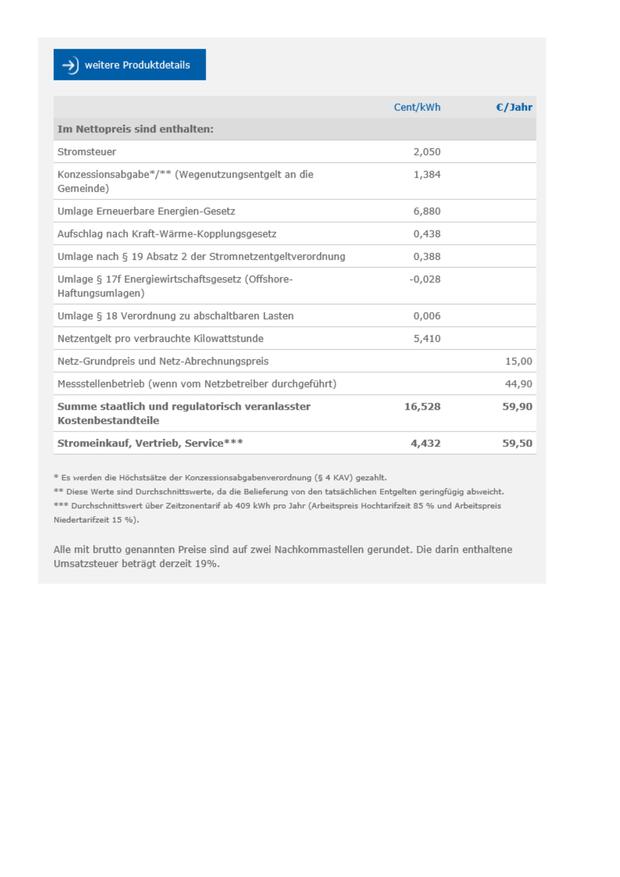 weitere Produktdetails
Cent/kWh €/Jahr
Im Nettopreis sind enthalten:
Stromsteuer 2,050
Konzessionsabgabe*/** (Wegenutzungsentgelt an die 1,384
Gemeinde)
Umlage Erneuerbare Energien-Gesetz 6,880
Aufschlag nach Kraft-Wärme-Kopplungsgesetz 0,438
Umlage nach § 19 Absatz 2 der Stromnetzentgeltverordnung 0,388
Umlage § 17f Energiewirtschaftsgesetz (Offshore- -0,028
Haftungsumlagen)
Umlage § 18 Verordnung zu abschaltbaren Lasten 0,006
Netzentgelt pro verbrauchte Kilowattstunde 5,410
Netz-Grundpreis und Netz-Abrechnungspreis 15,00
Messstellenbetrieb (wenn vom Netzbetreiber durchgeführt) 44,90
Summe staatlich und regulatorisch veranlasster 16,528 59,90
Kostenbestandteile
Stromeinkauf, Vertrieb, Service*** 4,432 59,50
* Es werden die Höchstsätze der Konzessionsabgabenverordnung (§ 4 KAV) gezahlt.
** Diese Werte sind Durchschnittswerte, da die Belieferung von den tatsächlichen Entgelten geringfügig abweicht.
*** Durchschnittswert über Zeitzonentarif ab 409 kWh pro Jahr (Arbeitspreis Hochtarifzeit 85 % und Arbeitspreis
Niedertarifzeit 15 %).
Alle mit brutto genannten Preise sind auf zwei Nachkommastellen gerundet. Die darin enthaltene
Umsatzsteuer beträgt derzeit 19%.